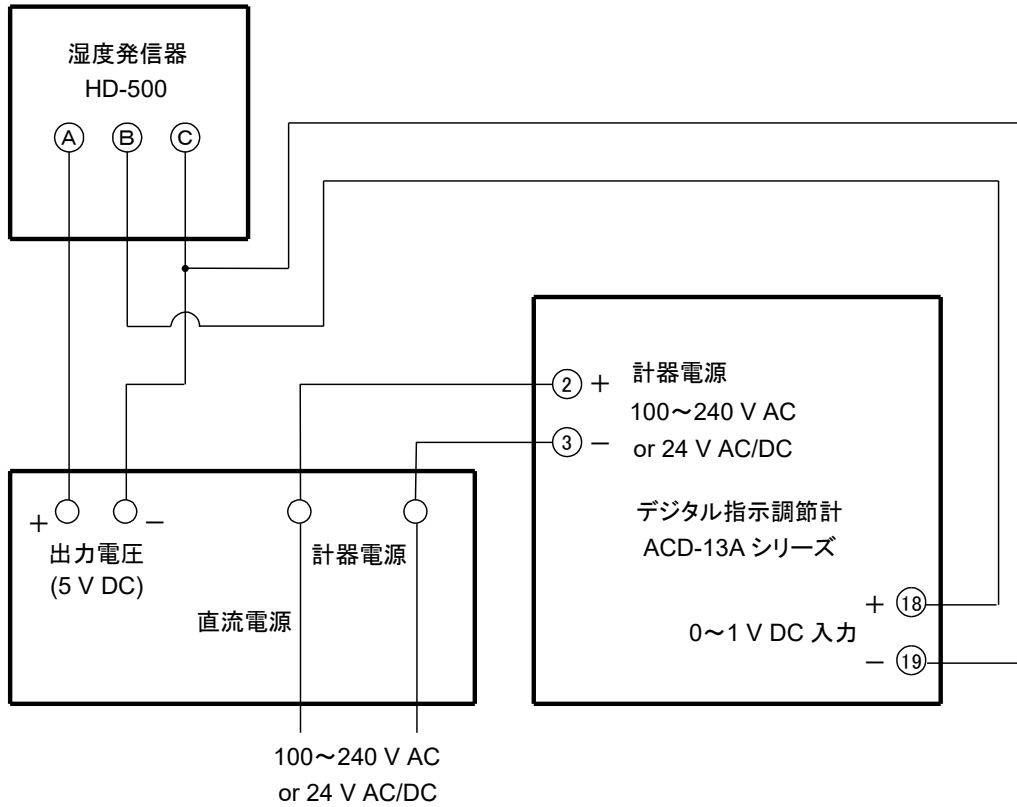 湿度発信器
HD-500
Ⓐ Ⓑ Ⓒ
② + 計器電源
100～240 V AC
③ － or 24 V AC/DC
+ －
出力電圧
(5 V DC)
計器電源
直流電源
デジタル指示調節計
ACD-13A シリーズ
+ ⑱
0～1 V DC 入力
－ ⑲
100～240 V AC
or 24 V AC/DC